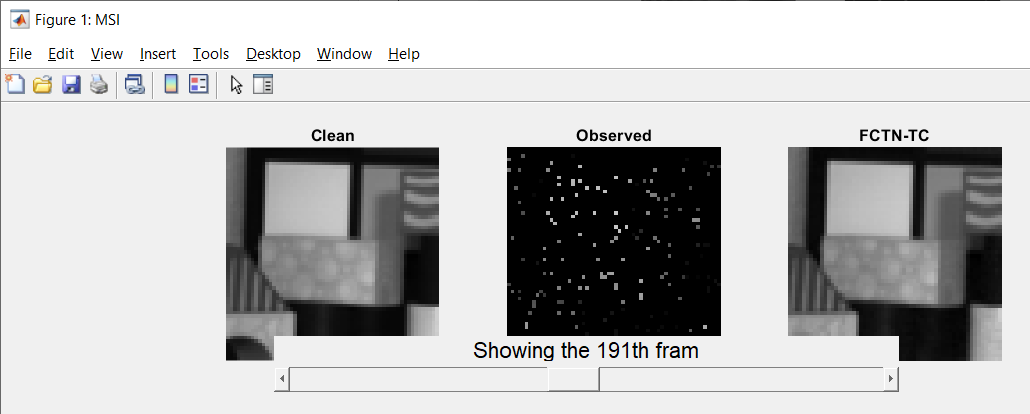 Figure 1: MSI
File Edit View Insert Tools Desktop Window Help
Clean Observed FCTN-TC
Showing the 191th fram